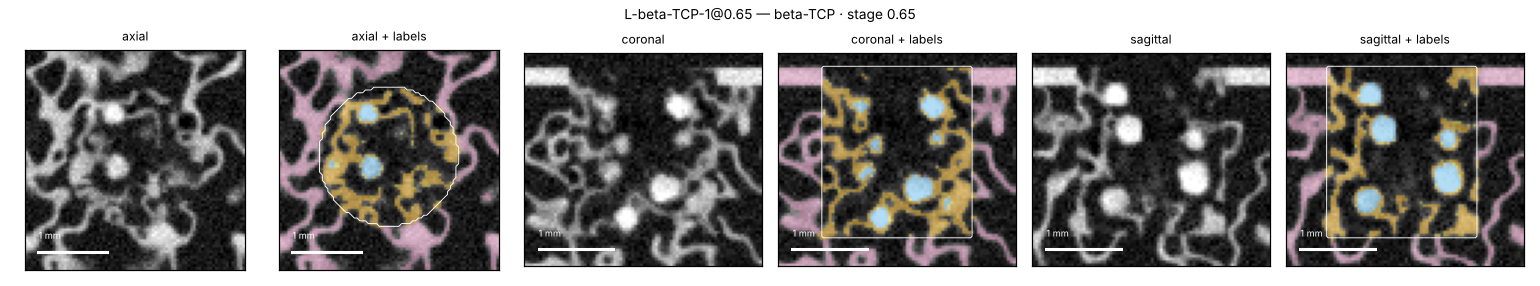 L-beta-TCP-1@0.65 — beta-TCP · stage 0.65
axial
axial + labels
coronal
coronal + labels
sagittal
sagittal + labels
1 mm
1 mm
1 mm
1 mm
1 mm
1 mm